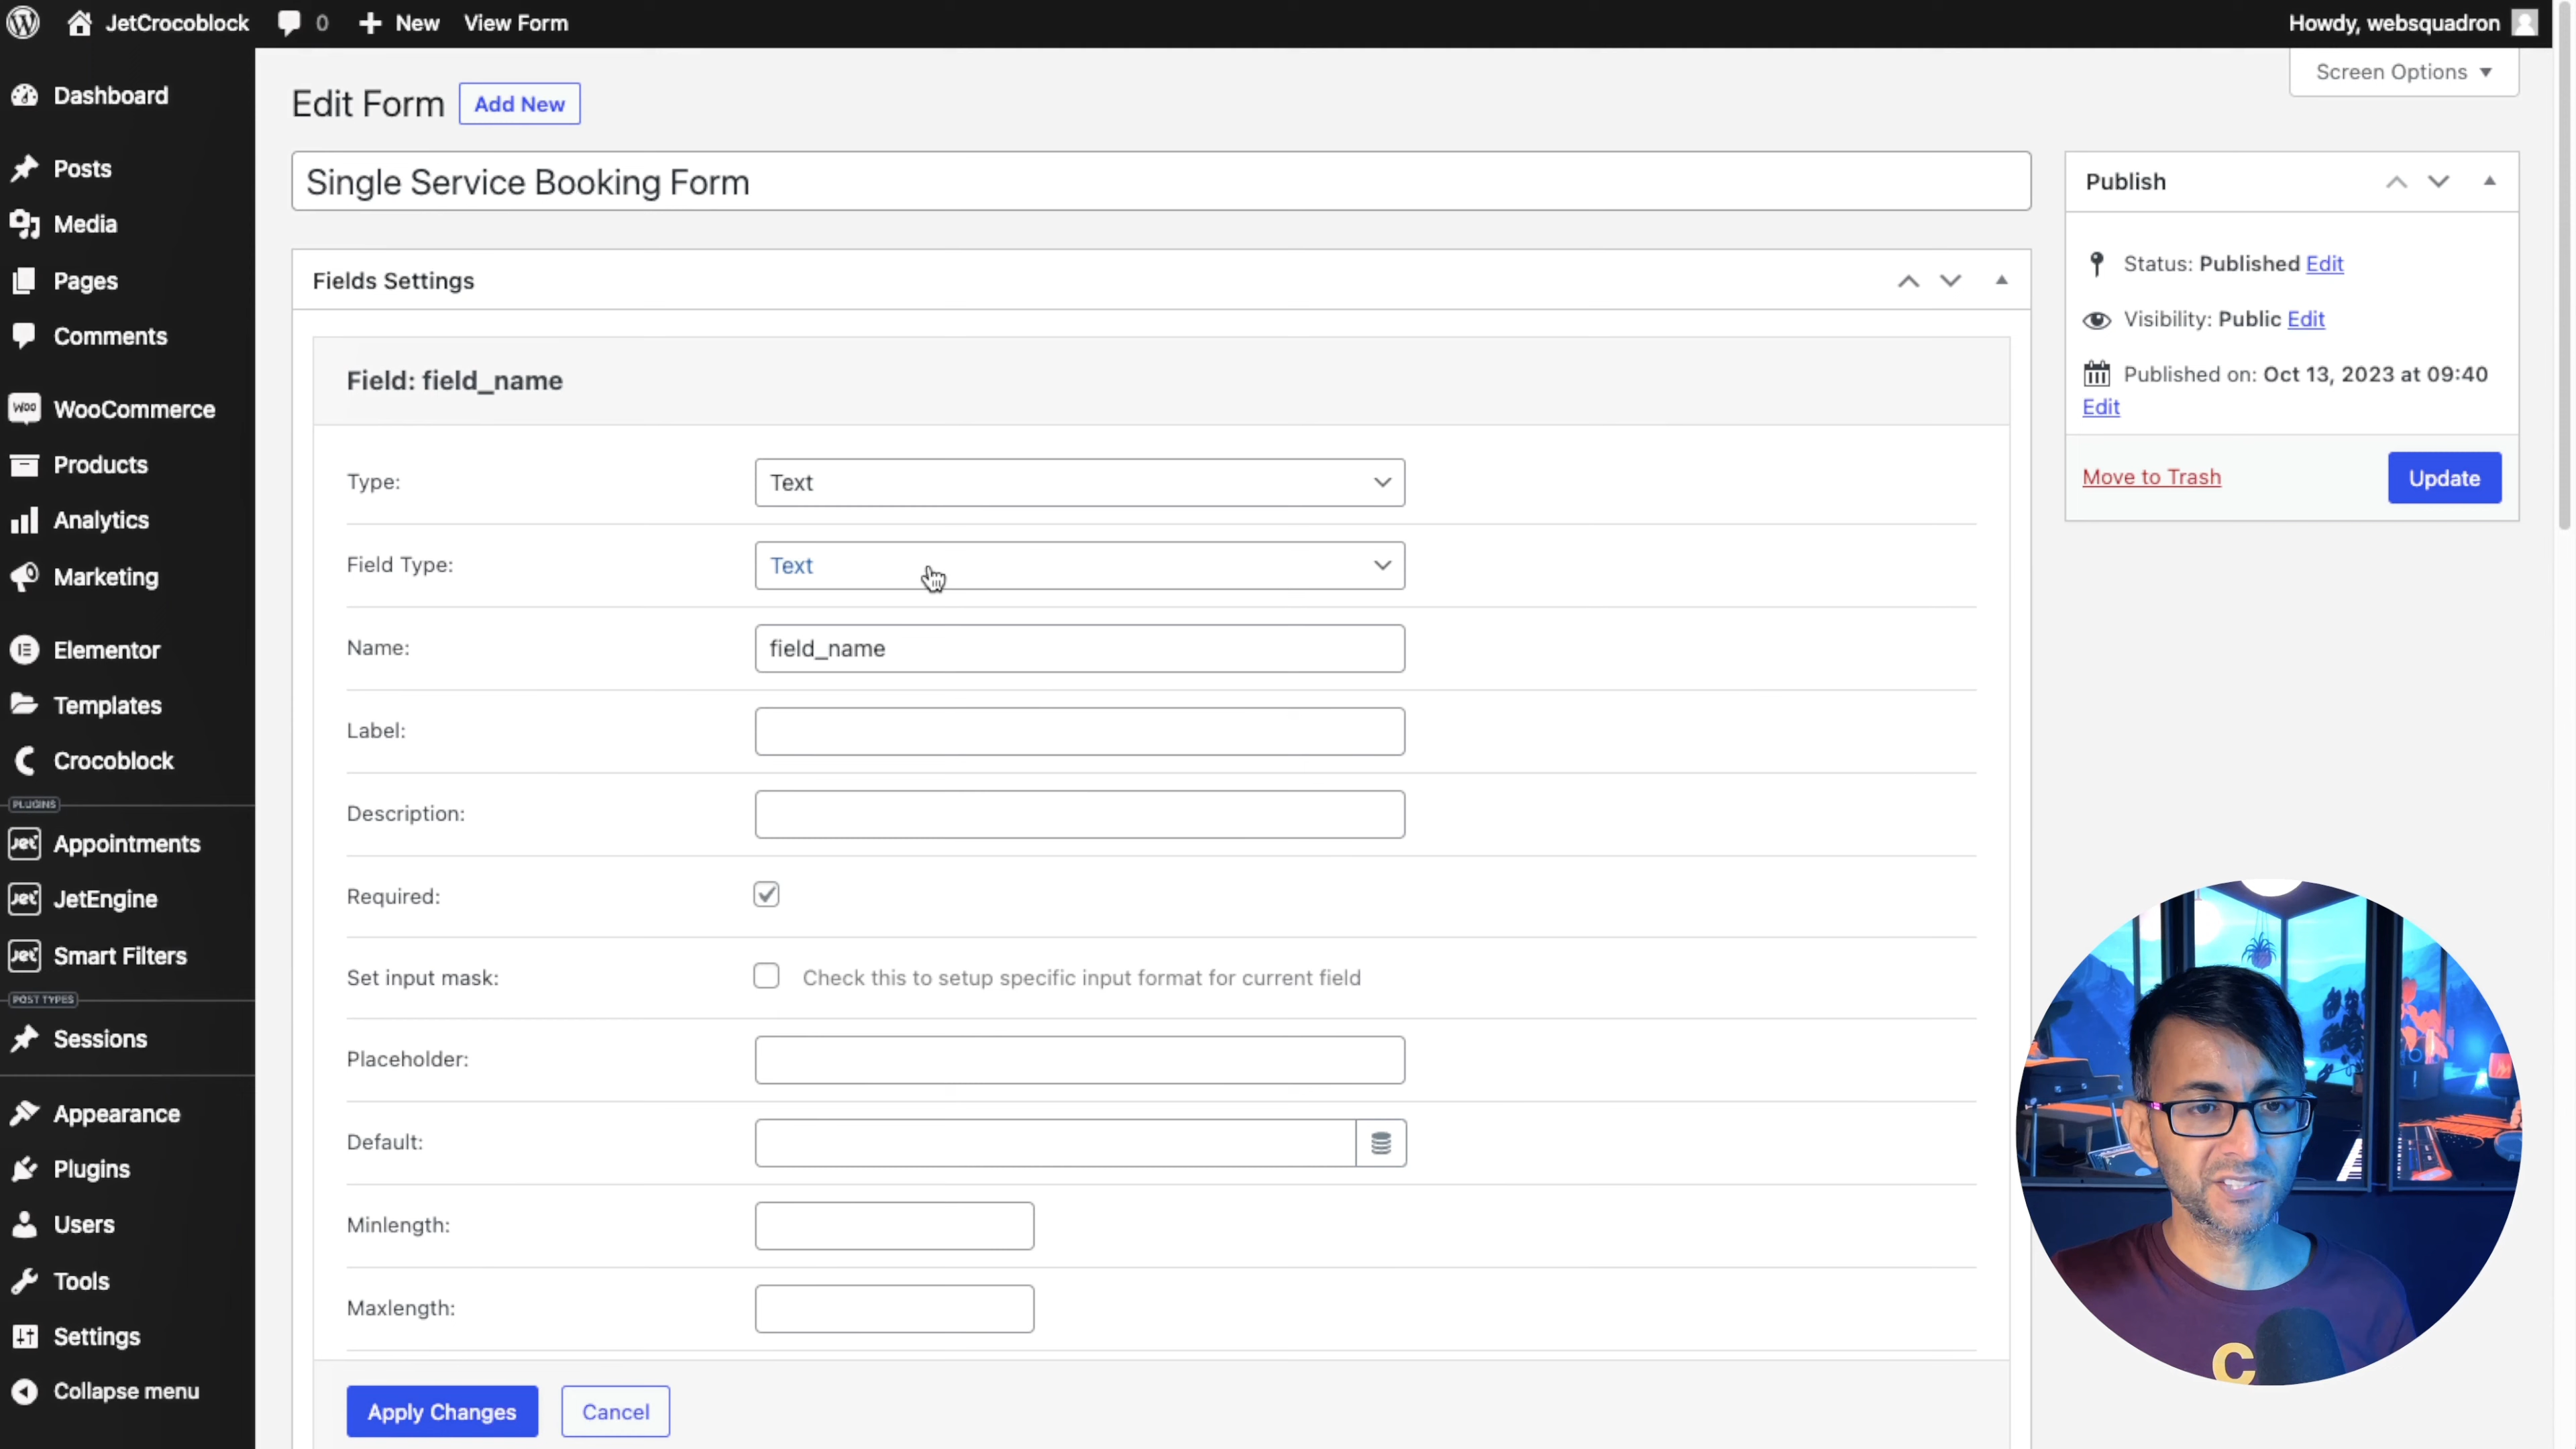 JetCrocoblock 0 New View Form Howdy, websquadron
Screen Options
Dashboard
Posts
Media
Pages
Comments
WOO WooCommerce
Products
Analytics
Marketing
Elementor
Templates
Crocoblock
PLUGINS
Jet Appointments
Jet JetEngine
Jet Smart Filters
POST TYPES
Sessions
Appearance
Plugins
Users
Tools
Settings
Collapse menu
Edit Form Add New
Single Service Booking Form
Fields Settings
Field: field_name
Type: Text
Field Type: Text
Name: field_name
Label:
Description:
Required:
Set input mask: Check this to setup specific input format for current field
Placeholder:
Default:
Minlength:
Maxlength:
Apply Changes Cancel
Publish
Status: Published Edit
Visibility: Public Edit
Published on: Oct 13, 2023 at 09:40
Edit
Move to Trash Update
C